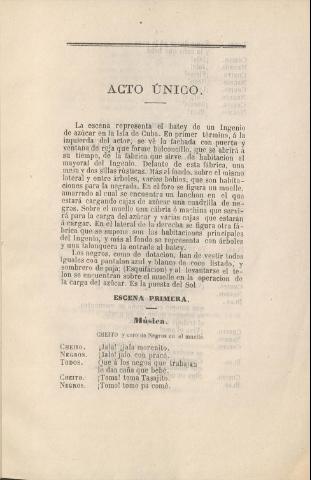 ACTO ÚNICO.
La escena representa el batey de un Ingenio
de azúcar en la Isla de Cuba. En primer término, á la
izquierda del actor, se vé la fachada con puerta y
ventana de reja que forme balconcillo, que se abrirá á
su tiempo, de la fábrica que sirve de habitacion al
mayoral del Ingenio. Delante de esta fábrica, una
mesa y dos sillas rústicas. Más al fondo, sobre el mismo
lateral y entre árboles, varios bohíos, que son habita-
ciones para la negrada. En el foro se figura un muelle,
amarrado al cual se encuentra un lanchon en el que
estará cargando cajas de azúcar una cuadrilla de ne-
gros. Sobre el muelle una cábria ó machina que servi-
rá para la carga del azúcar y varias cajas que estarán
á cargar. En el lateral de la derecha se figura otra fá-
brica que se supone son las habitaciones principales
del Ingenio, y más al fondo se representa con árboles
y una talanquera la entrada al batey.
Los negros, como de dotacion, han de vestir todos
iguales con pantalon azul y blanco de coco listado, y
sombrero de paja; (Esquifacion) y al levantarse el te-
lon se encuentran sobre el muelle en la operacion de
la carga del azúcar. Es la puesta del Sol
ESCENA PRIMERA.
Música.
CHEITO y coro de Negros en el muelle.
CHEITO. ¡Jala! ¡jala morenito,
NEGROS. ¡Jalo! jalo con pracé.
TODOS. Que á los negos que trabajan
la dan caña que bebé.
CHEITO. ¡Toma! toma Tasajito.
NEGROS. ¡Tomo! tomo pa comé.